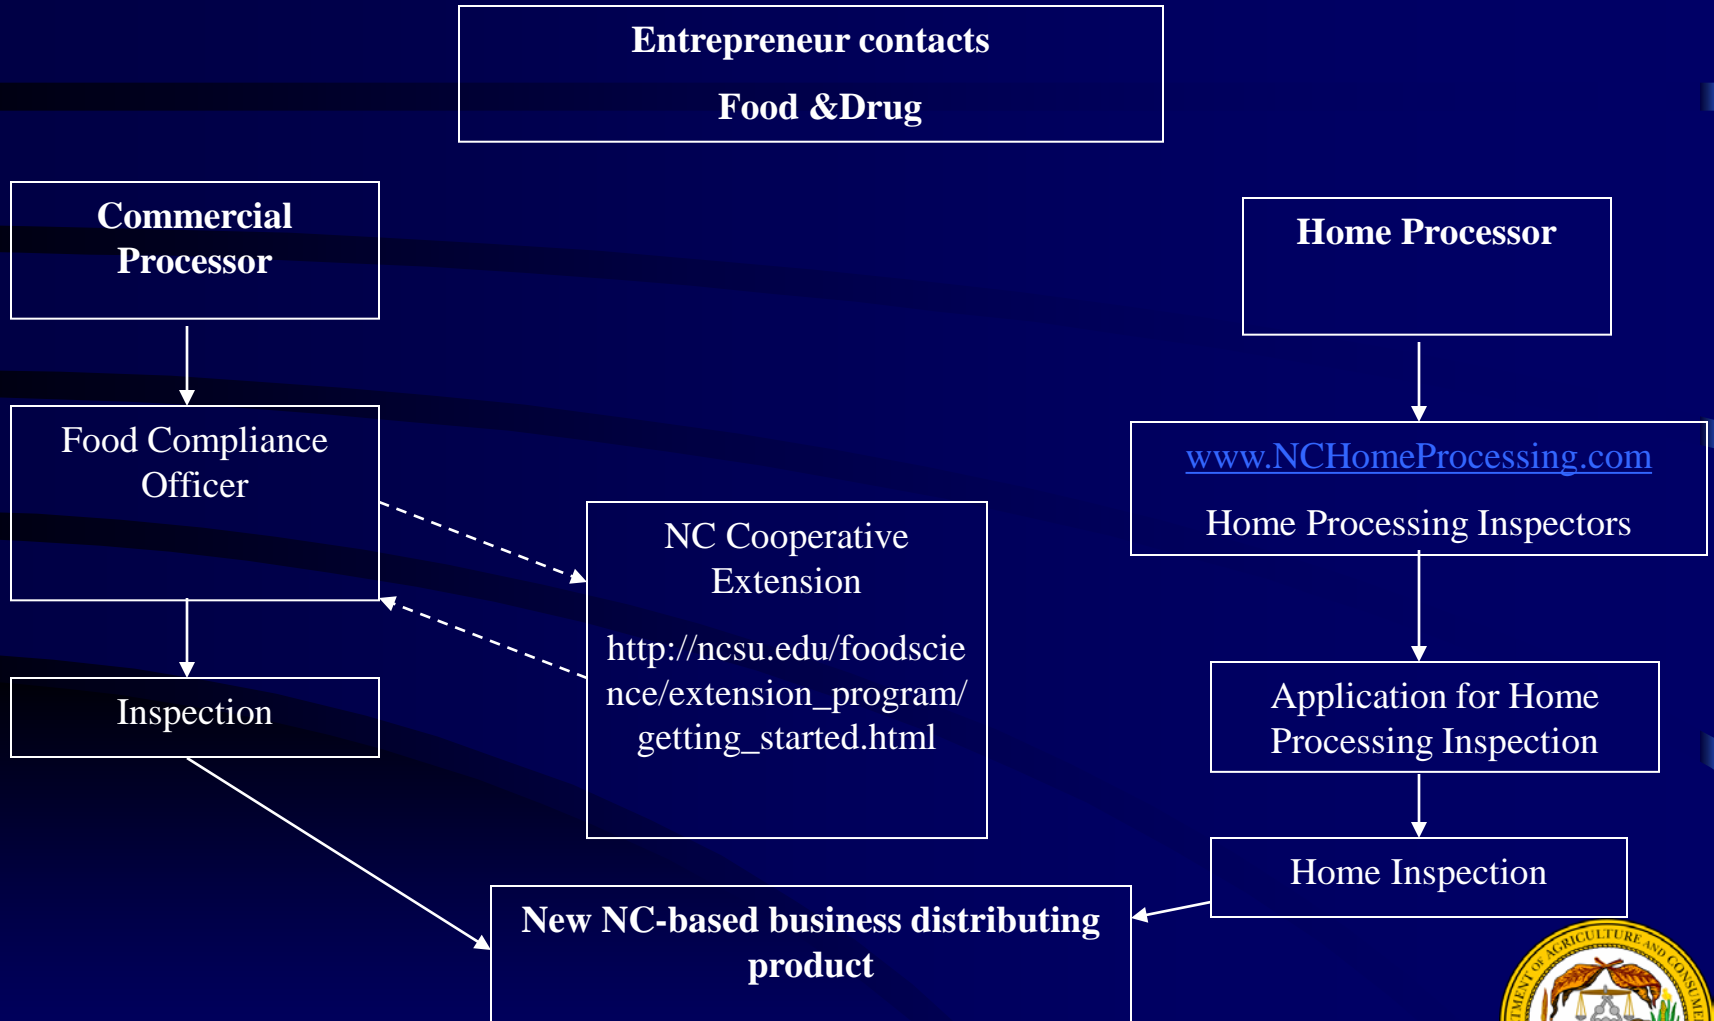 Entrepreneur contacts
Food &Drug
Commercial
Processor
Home Processor
Food Compliance
Officer
www.NCHomeProcessing.com
Home Processing Inspectors
NC Cooperative
Extension
http://ncsu.edu/foodscie
nce/extension_program/
getting_started.html
Inspection
Application for Home
Processing Inspection
Home Inspection
New NC-based business distributing
product
AGRICULTURE AND